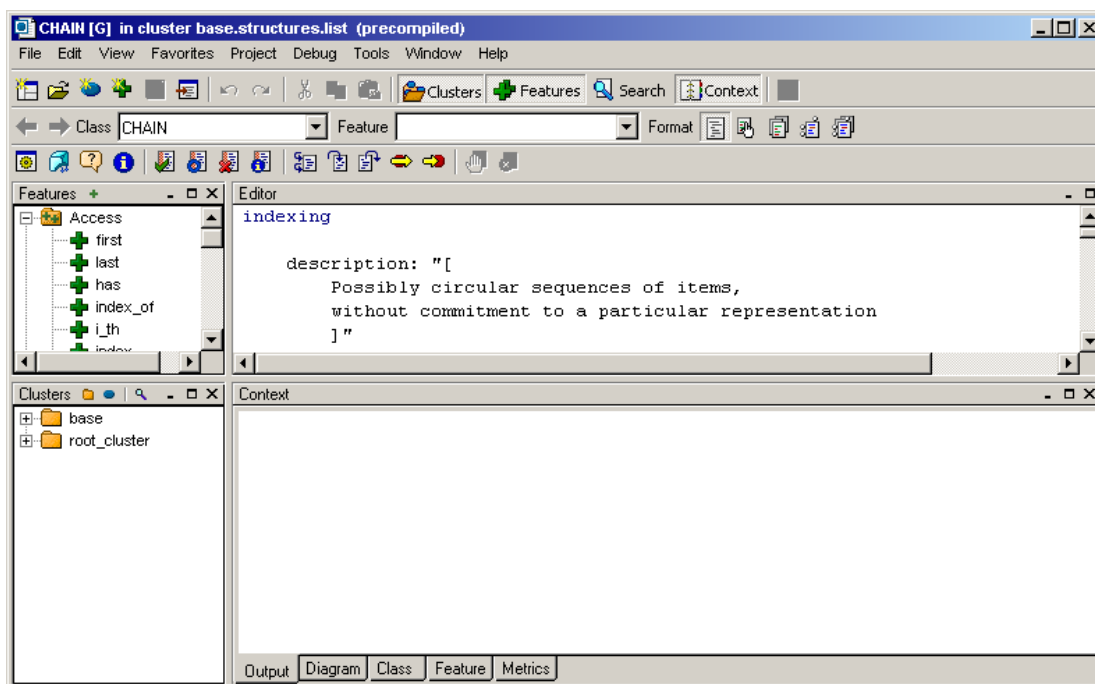 CHAIN [G] in cluster base.structures.list (precompiled)
File Edit View Favorites Project Debug Tools Window Help
Clusters Features Search Context
Class CHAIN Feature Format
Features
Access
first
last
has
index_of
i_th
index
Editor
indexing
description: "[
Possibly circular sequences of items,
without commitment to a particular representation
]"
Clusters
base
root_cluster
Context
Output Diagram Class Feature Metrics